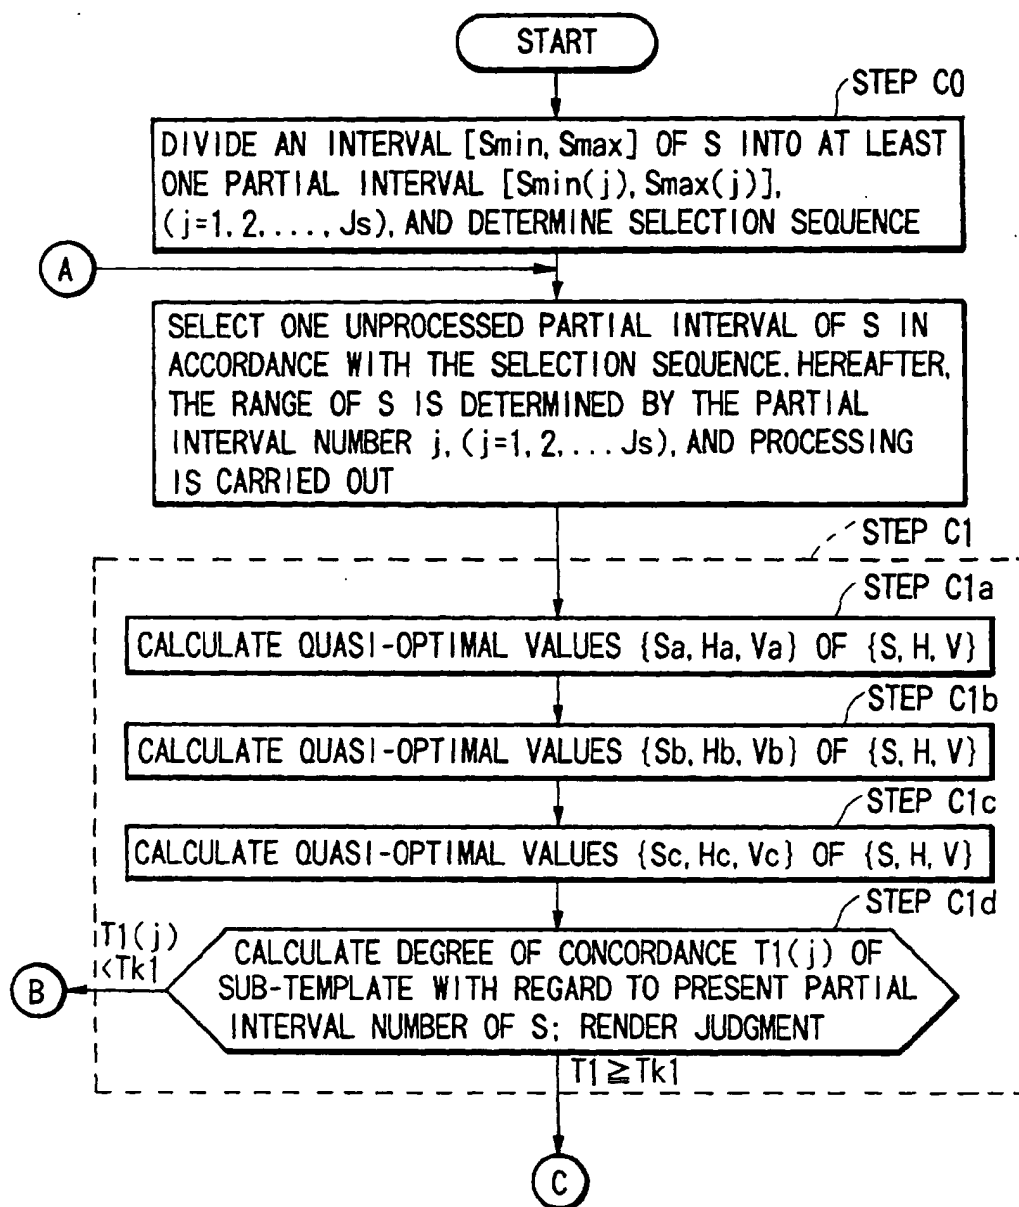 START
STEP C0
DIVIDE AN INTERVAL [Smin, Smax] OF S INTO AT LEAST
ONE PARTIAL INTERVAL [Smin(j), Smax(j)],
(j=1, 2, ..., Js), AND DETERMINE SELECTION SEQUENCE
A
SELECT ONE UNPROCESSED PARTIAL INTERVAL OF S IN
ACCORDANCE WITH THE SELECTION SEQUENCE. HEREAFTER,
THE RANGE OF S IS DETERMINED BY THE PARTIAL
INTERVAL NUMBER j, (j=1, 2, ... Js), AND PROCESSING
IS CARRIED OUT
STEP C1
STEP C1a
CALCULATE QUASI-OPTIMAL VALUES {Sa, Ha, Va} OF {S, H, V}
STEP C1b
CALCULATE QUASI-OPTIMAL VALUES {Sb, Hb, Vb} OF {S, H, V}
STEP C1c
CALCULATE QUASI-OPTIMAL VALUES {Sc, Hc, Vc} OF {S, H, V}
STEP C1d
T1(j)
<Tk1
B
CALCULATE DEGREE OF CONCORDANCE T1(j) OF
SUB-TEMPLATE WITH REGARD TO PRESENT PARTIAL
INTERVAL NUMBER OF S; RENDER JUDGMENT
T1 ≧ Tk1
C